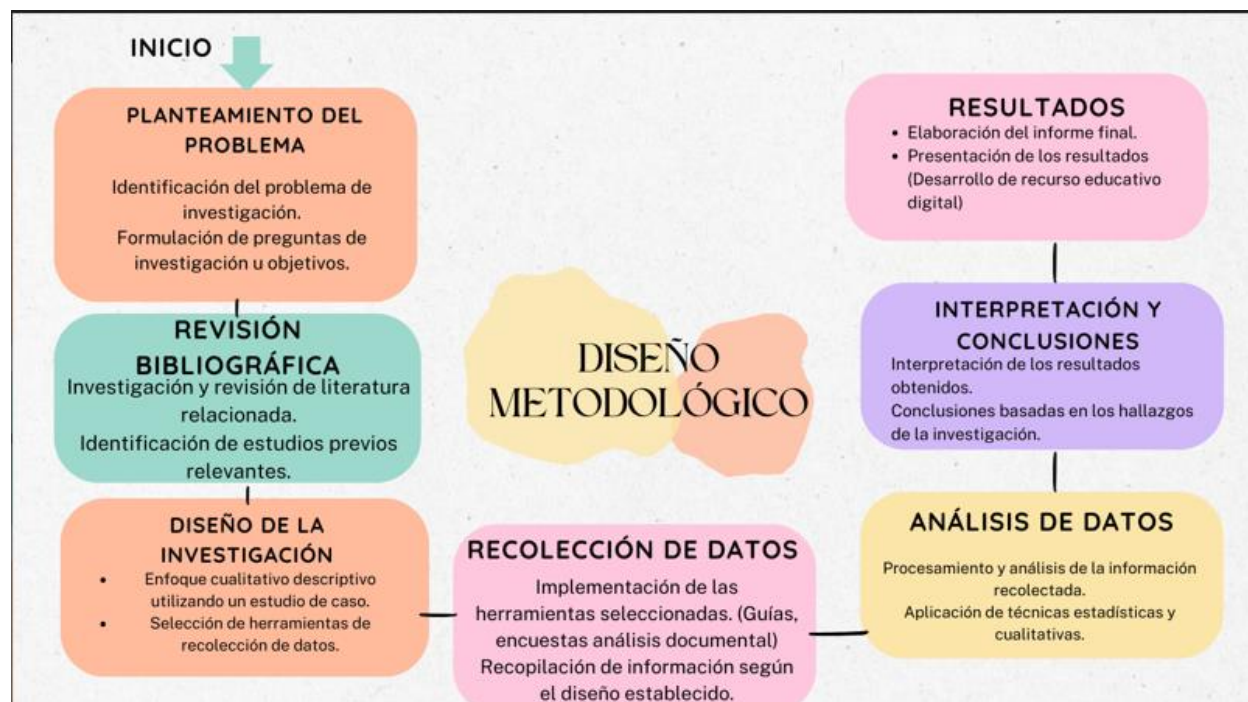 INICIO
PLANTEAMIENTO DEL
PROBLEMA
Identificación del problema de
investigación.
Formulación de preguntas de
investigación u objetivos.
REVISIÓN
BIBLIOGRÁFICA
Investigación y revisión de literatura
relacionada.
Identificación de estudios previos
relevantes.
DISEÑO DE LA
INVESTIGACIÓN
• Enfoque cualitativo descriptivo
utilizando un estudio de caso.
• Selección de herramientas de
recolección de datos.
DISEÑO
METODOLÓGICO
RECOLECCIÓN DE DATOS
Implementación de las
herramientas seleccionadas. (Guías,
encuestas análisis documental)
Recopilación de información según
el diseño establecido.
ANÁLISIS DE DATOS
Procesamiento y análisis de la información
recolectada.
Aplicación de técnicas estadísticas y
cualitativas.
INTERPRETACIÓN Y
CONCLUSIONES
Interpretación de los resultados
obtenidos.
Conclusiones basadas en los hallazgos
de la investigación.
RESULTADOS
• Elaboración del informe final.
• Presentación de los resultados
(Desarrollo de recurso educativo
digital)